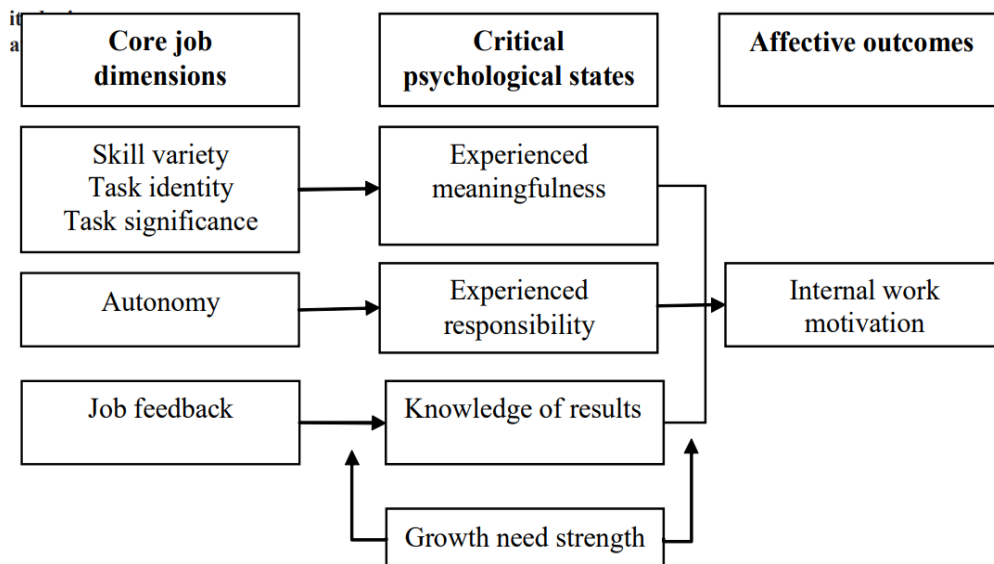 Core job
dimensions
Critical
psychological states
Affective outcomes
Skill variety
Task identity
Task significance
Experienced
meaningfulness
Autonomy
Experienced
responsibility
Internal work
motivation
Job feedback
Knowledge of results
Growth need strength